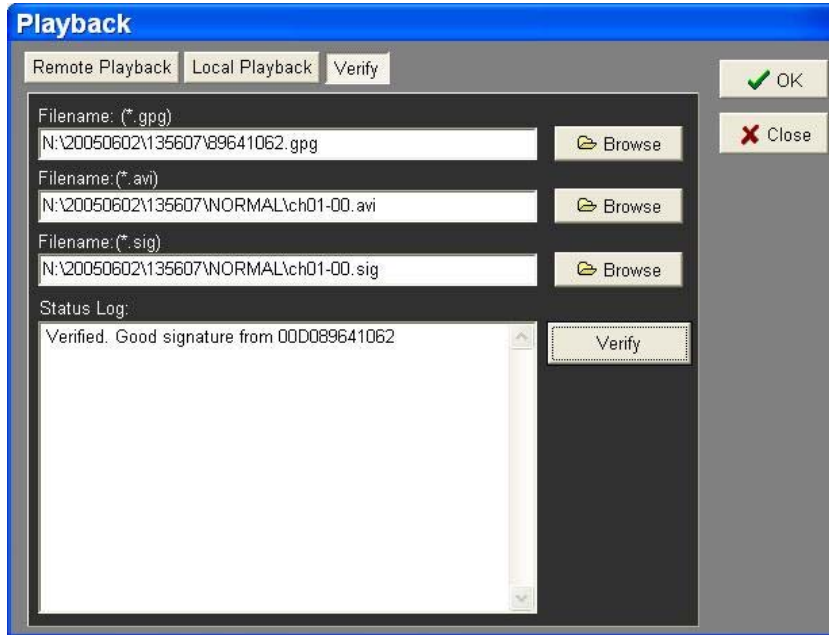 Playback
Remote Playback Local Playback Verify
OK
Close
Filename: (*.gpg)
N:\20050602\135607\89641062.gpg
Browse
Filename:(*.avi)
N:\20050602\135607\NORMAL\ch01-00.avi
Browse
Filename:(*.sig)
N:\20050602\135607\NORMAL\ch01-00.sig
Browse
Status Log:
Verified. Good signature from 00D089641062
Verify